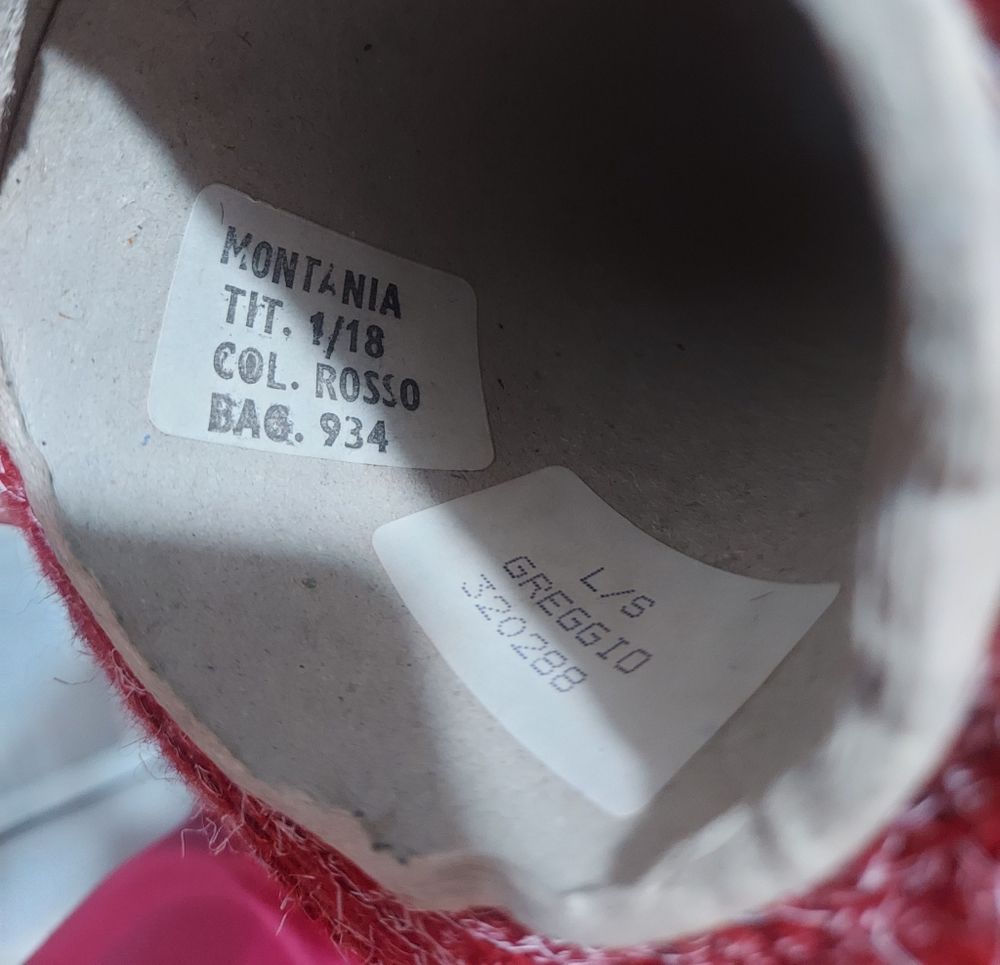 MONTANIA
TIT. 1/18
COL. ROSSO
BAG. 934
L/S
GREGGIO
320288